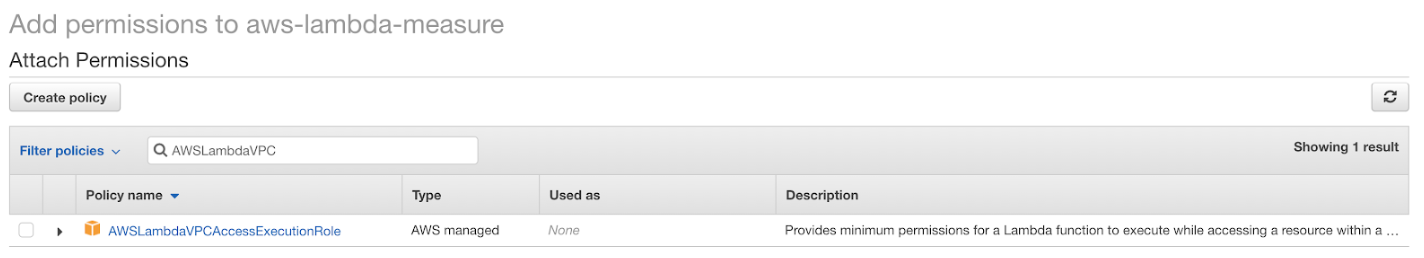 Add permissions to aws-lambda-measure
Attach Permissions
Create policy
Filter policies AWSLambdaVPC Showing 1 result
Policy name Type Used as Description
AWSLambdaVPCAccessExecutionRole AWS managed None Provides minimum permissions for a Lambda function to execute while accessing a resource within a ...